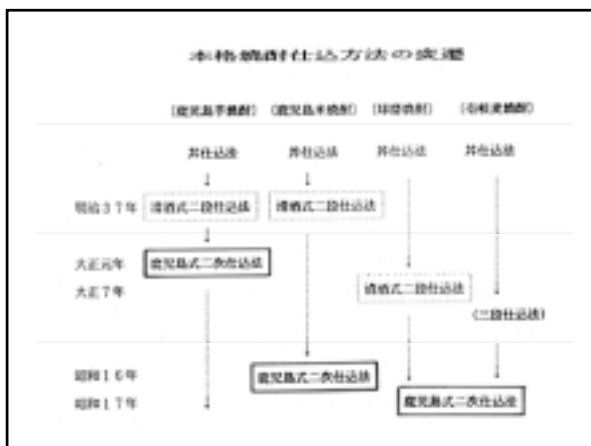 本格焼酎仕込方法の変遷
(鹿児島芋焼酎) (鹿児島米焼酎) (球磨焼酎) (壱岐麦焼酎)
丼仕込法 丼仕込法 丼仕込法 丼仕込法
明治37年 清酒式二段仕込法 清酒式二段仕込法
大正元年 鹿児島式二次仕込法
大正7年 清酒式二段仕込法
(三段仕込法)
昭和16年 鹿児島式二次仕込法
昭和17年 鹿児島式二次仕込法